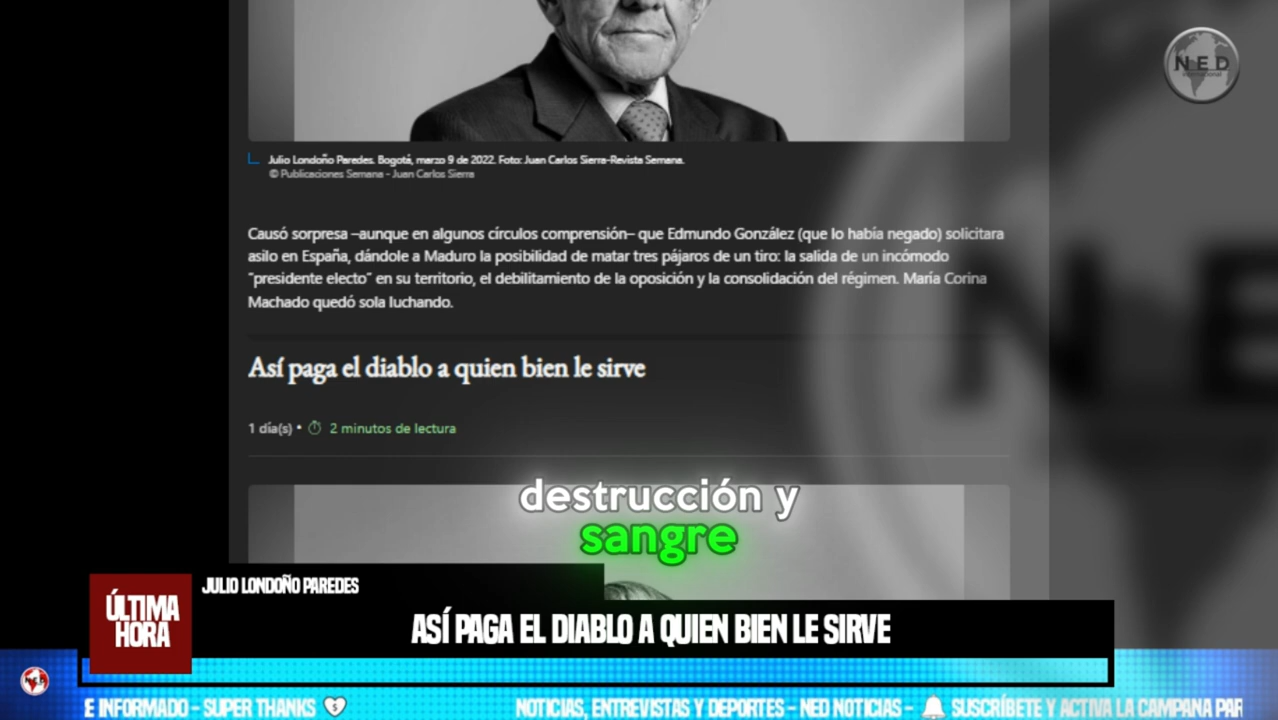 NED
International
Julio Londoño Paredes. Bogotá, marzo 9 de 2022. Foto: Juan Carlos Sierra-Revista Semana.
© Publicaciones Semana - Juan Carlos Sierra
Causó sorpresa –aunque en algunos círculos comprensión– que Edmundo González (que lo había negado) solicitara
asilo en España, dándole a Maduro la posibilidad de matar tres pájaros de un tiro: la salida de un incómodo
“presidente electo” en su territorio, el debilitamiento de la oposición y la consolidación del régimen. María Corina
Machado quedó sola luchando.
Así paga el diablo a quien bien le sirve
1 día(s) • 2 minutos de lectura
destrucción y
sangre
JULIO LONDOÑO PAREDES
ÚLTIMA
HORA
ASÍ PAGA EL DIABLO A QUIEN BIEN LE SIRVE
E INFORMADO - SUPER THANKS NOTICIAS, ENTREVISTAS Y DEPORTES - NED NOTICIAS - SUSCRÍBETE Y ACTIVA LA CAMPANA PAR